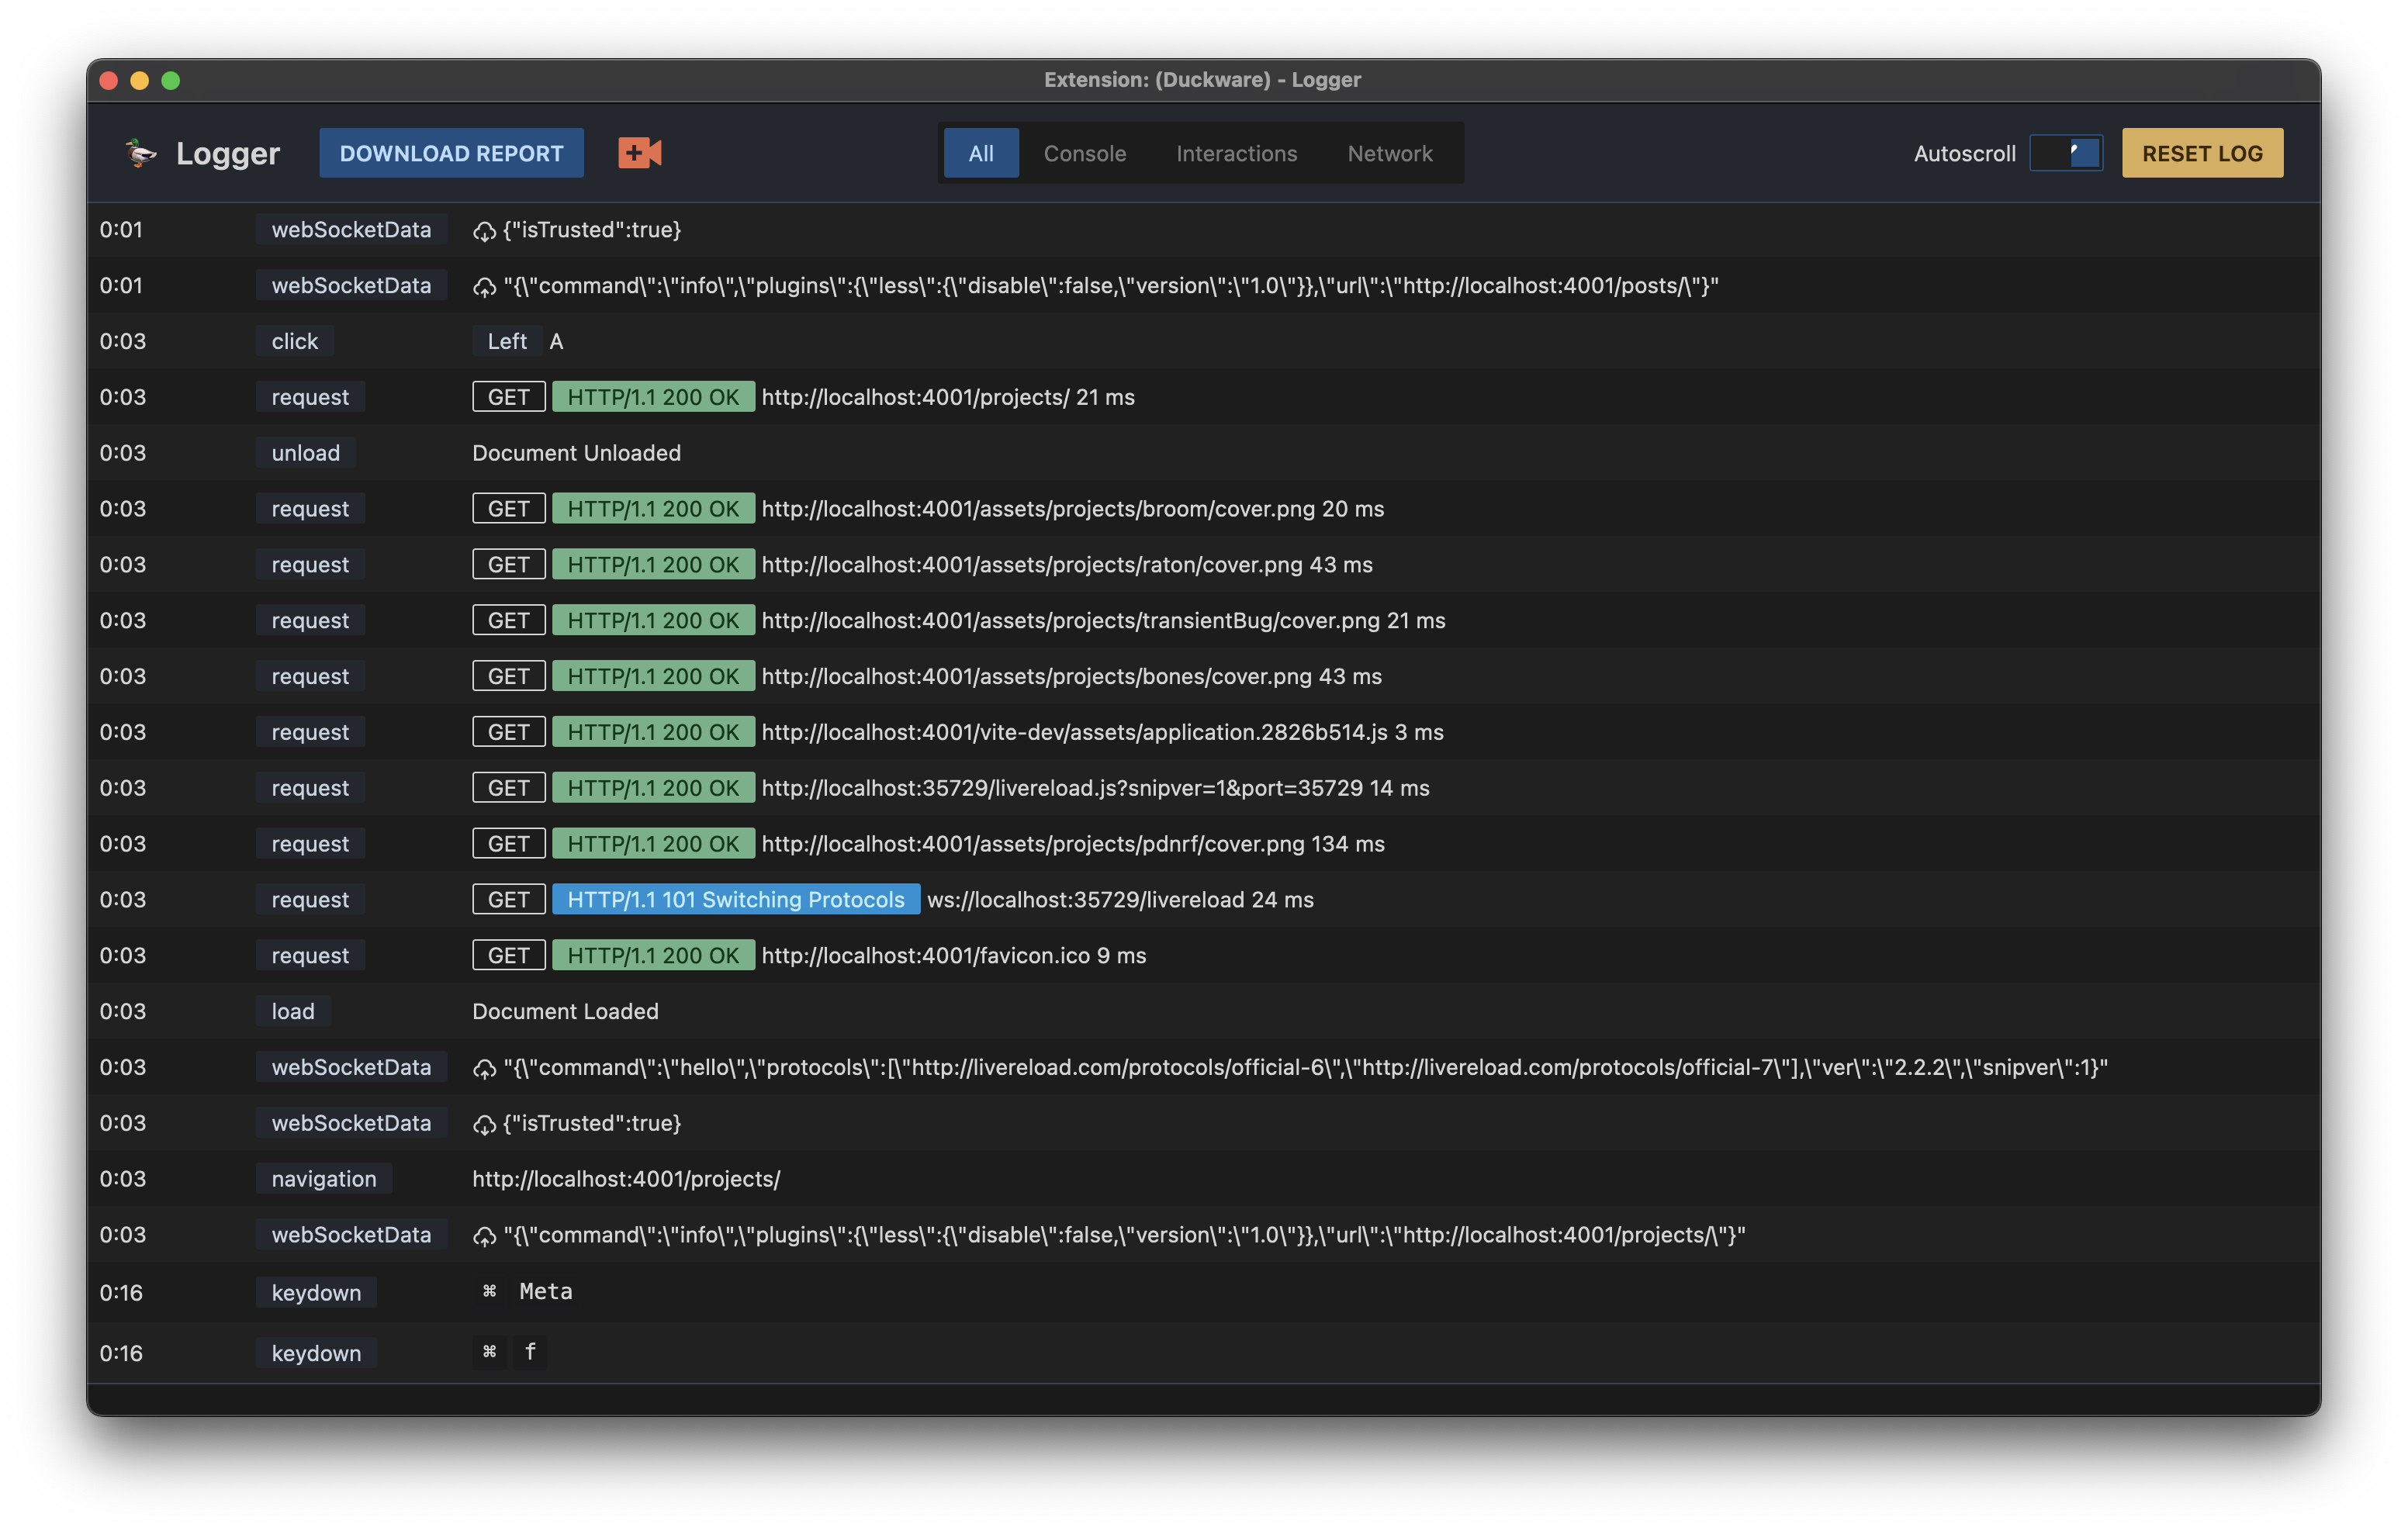 Extension: (Duckware) - Logger
Logger DOWNLOAD REPORT All Console Interactions Network Autoscroll RESET LOG
0:01 webSocketData {"isTrusted":true}
0:01 webSocketData "{\"command\":\"info\",\"plugins\":{\"less\":{\"disable\":false,\"version\":\"1.0\"}},\"url\":\"http://localhost:4001/posts/\"}"
0:03 click Left A
0:03 request GET HTTP/1.1 200 OK http://localhost:4001/projects/ 21 ms
0:03 unload Document Unloaded
0:03 request GET HTTP/1.1 200 OK http://localhost:4001/assets/projects/broom/cover.png 20 ms
0:03 request GET HTTP/1.1 200 OK http://localhost:4001/assets/projects/raton/cover.png 43 ms
0:03 request GET HTTP/1.1 200 OK http://localhost:4001/assets/projects/transientBug/cover.png 21 ms
0:03 request GET HTTP/1.1 200 OK http://localhost:4001/assets/projects/bones/cover.png 43 ms
0:03 request GET HTTP/1.1 200 OK http://localhost:4001/vite-dev/assets/application.2826b514.js 3 ms
0:03 request GET HTTP/1.1 200 OK http://localhost:35729/livereload.js?snipver=1&port=35729 14 ms
0:03 request GET HTTP/1.1 200 OK http://localhost:4001/assets/projects/pdnrf/cover.png 134 ms
0:03 request GET HTTP/1.1 101 Switching Protocols ws://localhost:35729/livereload 24 ms
0:03 request GET HTTP/1.1 200 OK http://localhost:4001/favicon.ico 9 ms
0:03 load Document Loaded
0:03 webSocketData "{\"command\":\"hello\",\"protocols\":[\"http://livereload.com/protocols/official-6\",\"http://livereload.com/protocols/official-7\"],\"ver\":\"2.2.2\",\"snipver\":1}"
0:03 webSocketData {"isTrusted":true}
0:03 navigation http://localhost:4001/projects/
0:03 webSocketData "{\"command\":\"info\",\"plugins\":{\"less\":{\"disable\":false,\"version\":\"1.0\"}},\"url\":\"http://localhost:4001/projects/\"}"
0:16 keydown ⌘ Meta
0:16 keydown ⌘ f